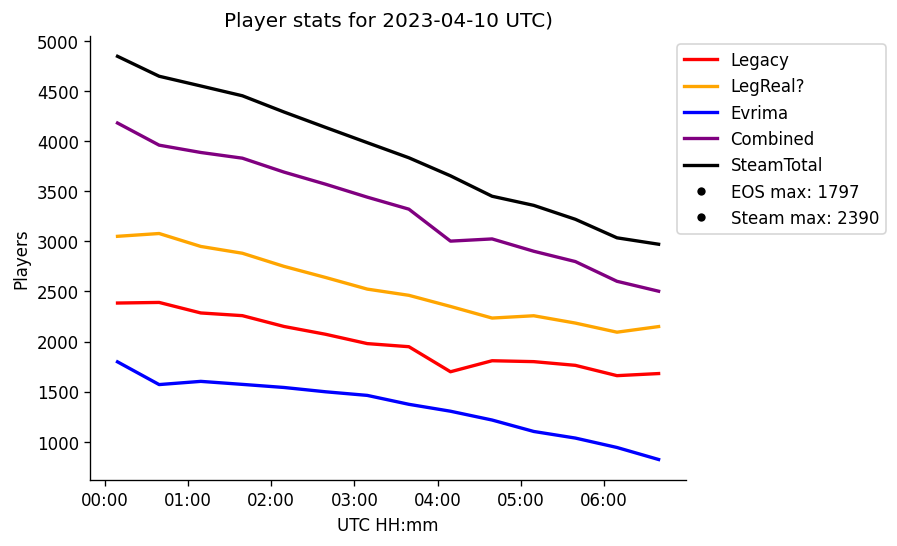 Player stats for 2023-04-10 UTC)
5000
4500
4000
3500
3000
2500
2000
1500
1000
Players
00:00 01:00 02:00 03:00 04:00 05:00 06:00
UTC HH:mm
Legacy
LegReal?
Evrima
Combined
SteamTotal
EOS max: 1797
Steam max: 2390